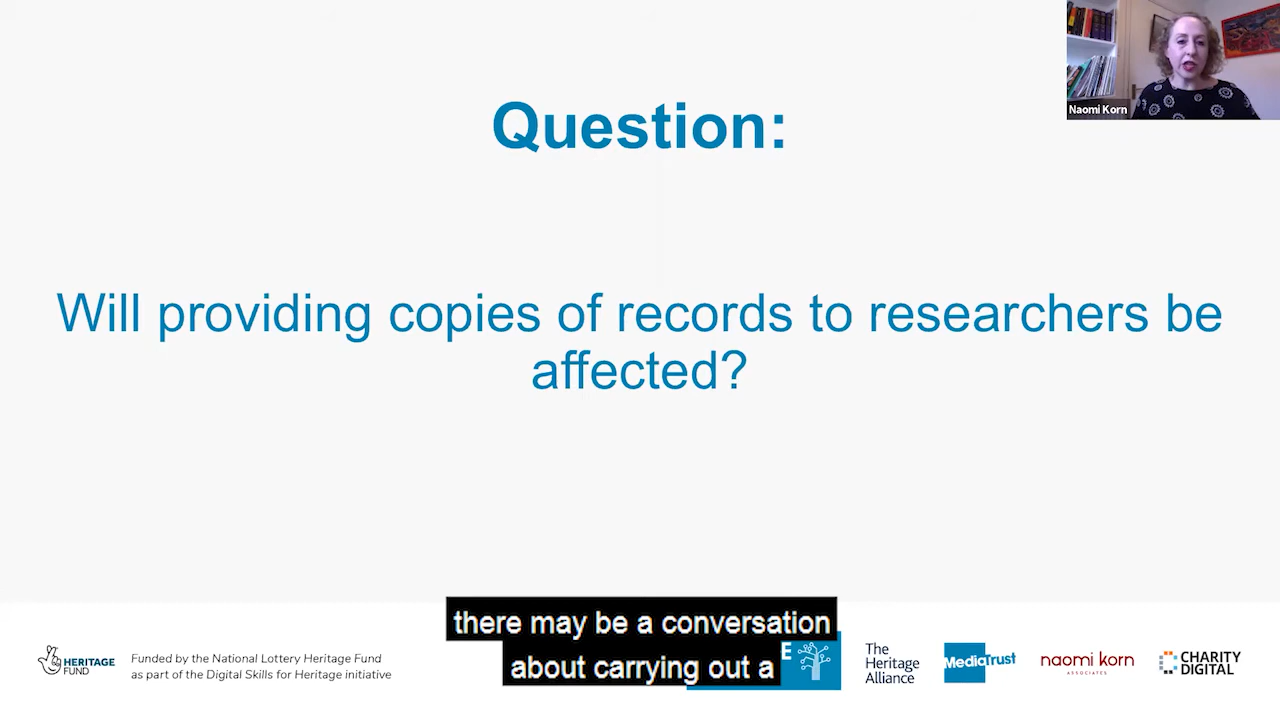 Naomi Korn
Question:
Will providing copies of records to researchers be
affected?
there may be a conversation
about carrying out a
HERITAGE
FUND
Funded by the National Lottery Heritage Fund
as part of the Digital Skills for Heritage initiative
E
The
Heritage
Alliance
MediaTrust
naomi korn
ASSOCIATES
CHARITY
DIGITAL